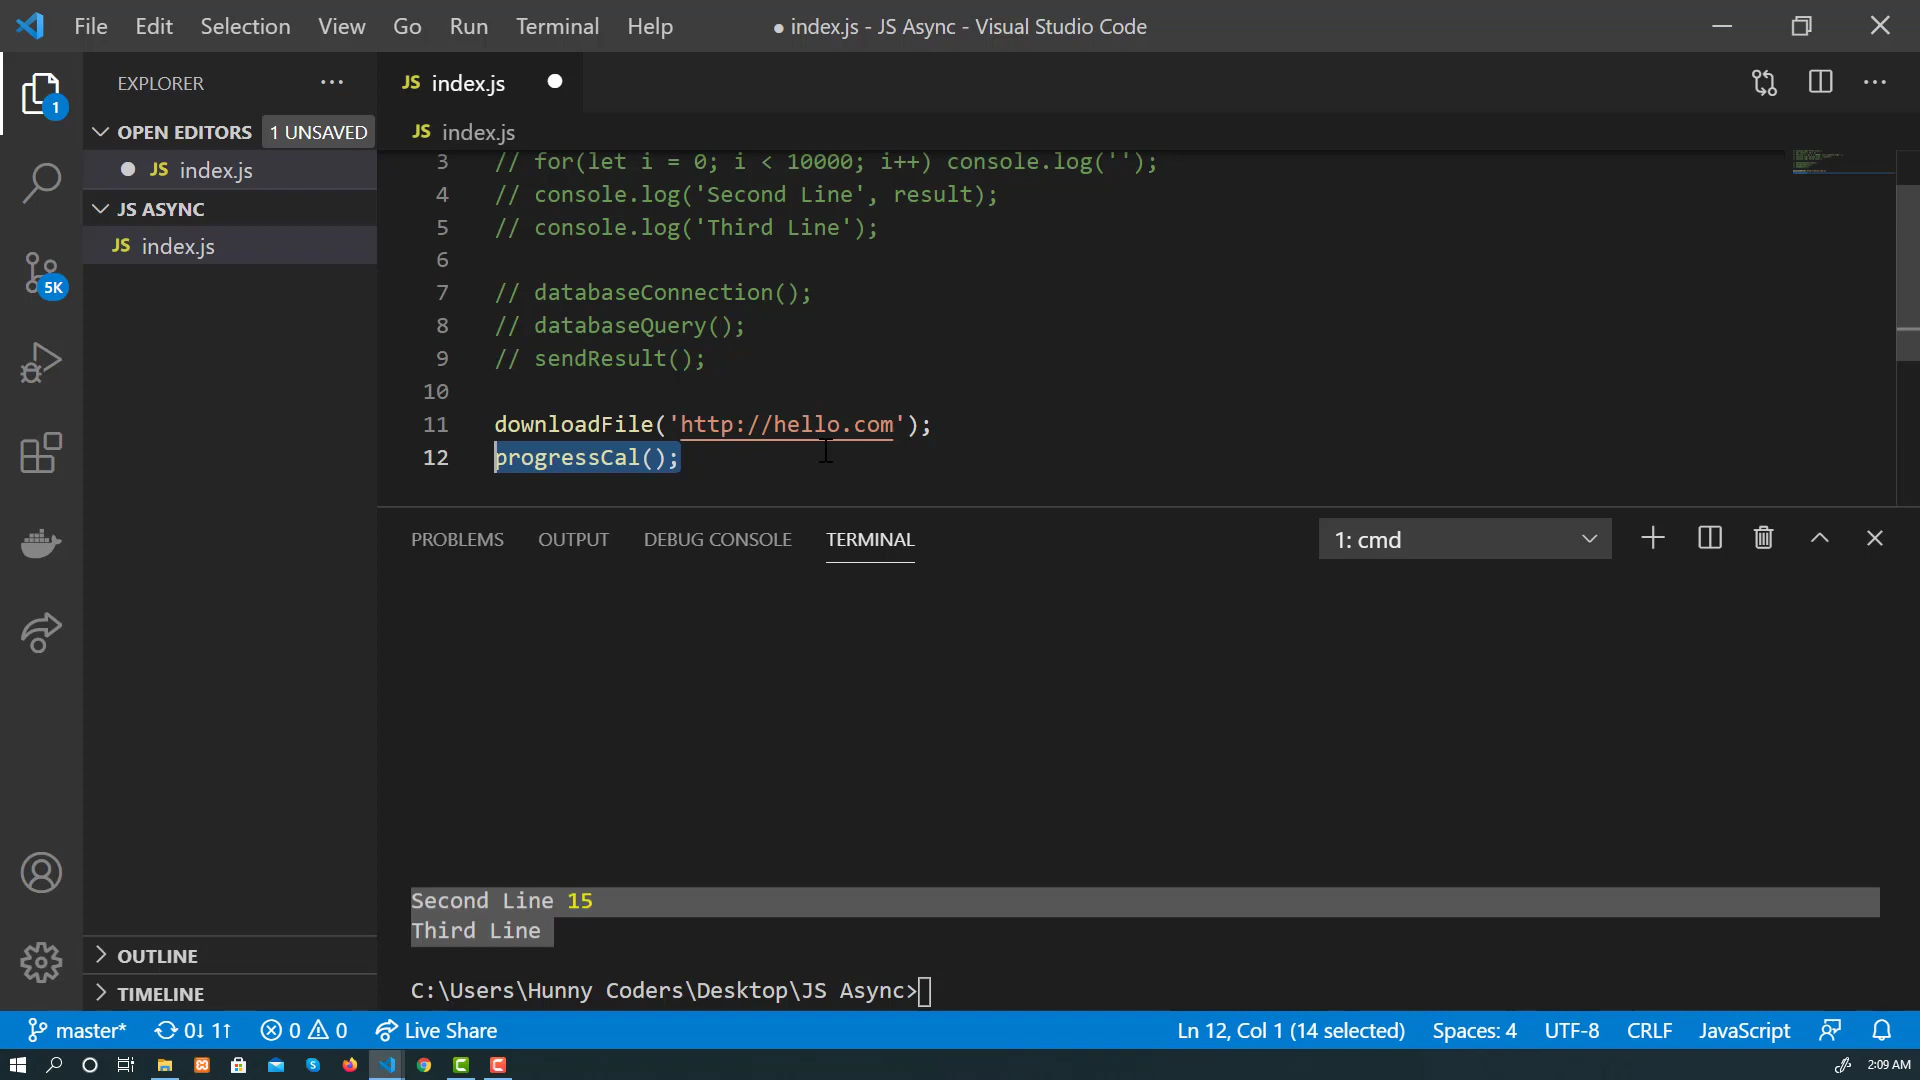 File Edit Selection View Go Run Terminal Help
● index.js - JS Async - Visual Studio Code
EXPLORER
JS index.js
OPEN EDITORS 1 UNSAVED
JS index.js
JS ASYNC
JS index.js
JS index.js
1
5K
3 // for(let i = 0; i < 10000; i++) console.log('');
4 // console.log('Second Line', result);
5 // console.log('Third Line');
6
7 // databaseConnection();
8 // databaseQuery();
9 // sendResult();
10
11 downloadFile('http://hello.com');
12 progressCal();
PROBLEMS OUTPUT DEBUG CONSOLE TERMINAL
1: cmd
Second Line 15
Third Line
C:\Users\Hunny Coders\Desktop\JS Async>
OUTLINE
TIMELINE
master* 0↓ 1↑ 0 0 Live Share
Ln 12, Col 1 (14 selected) Spaces: 4 UTF-8 CRLF JavaScript
2:09 AM